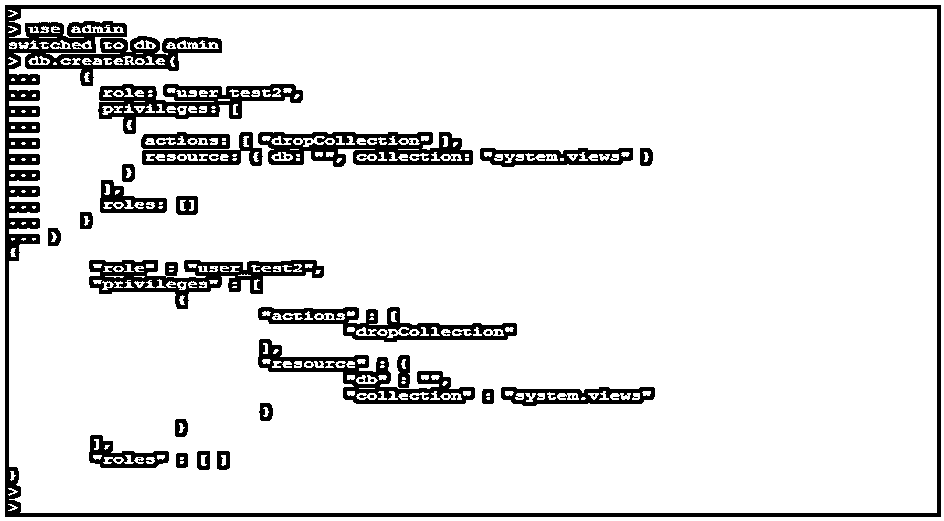 >
> use admin
switched to db admin
> db.createRole(
... {
... role: "user_test2",
... privileges: [
... {
... actions: [ "dropCollection" ],
... resource: { db: "", collection: "system.views" }
... }
... ],
... roles: []
... }
... )
{
"role" : "user_test2",
"privileges" : [
{
"actions" : [
"dropCollection"
],
"resource" : {
"db" : "",
"collection" : "system.views"
}
}
],
"roles" : [ ]
}
>
>